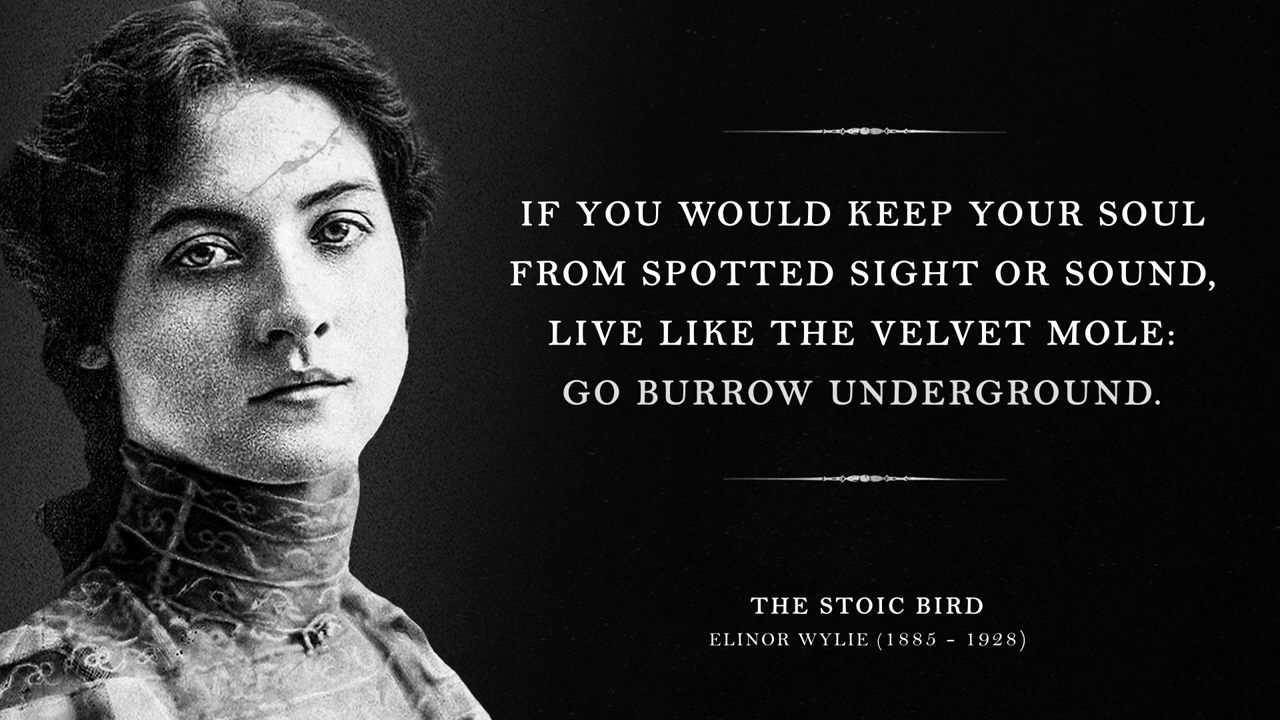 IF YOU WOULD KEEP YOUR SOUL
FROM SPOTTED SIGHT OR SOUND,
LIVE LIKE THE VELVET MOLE:
GO BURROW UNDERGROUND.
THE STOIC BIRD
ELINOR WYLIE (1885 – 1928)